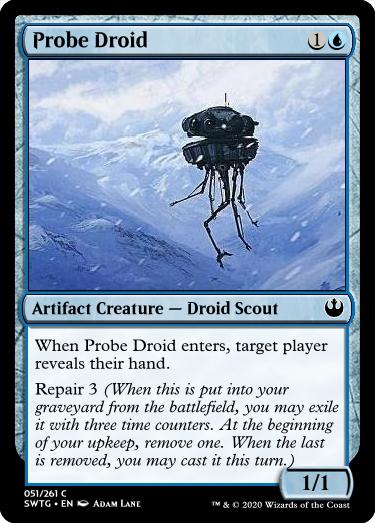 Probe Droid 1
Artifact Creature — Droid Scout
When Probe Droid enters, target player
reveals their hand.
Repair 3 (When this is put into your
graveyard from the battlefield, you may exile
it with three time counters. At the beginning
of your upkeep, remove one. When the last
is removed, you may cast it this turn.)
1/1
051/261 C
SWTG • EN Adam Lane
™ & © 2020 Wizards of the Coast